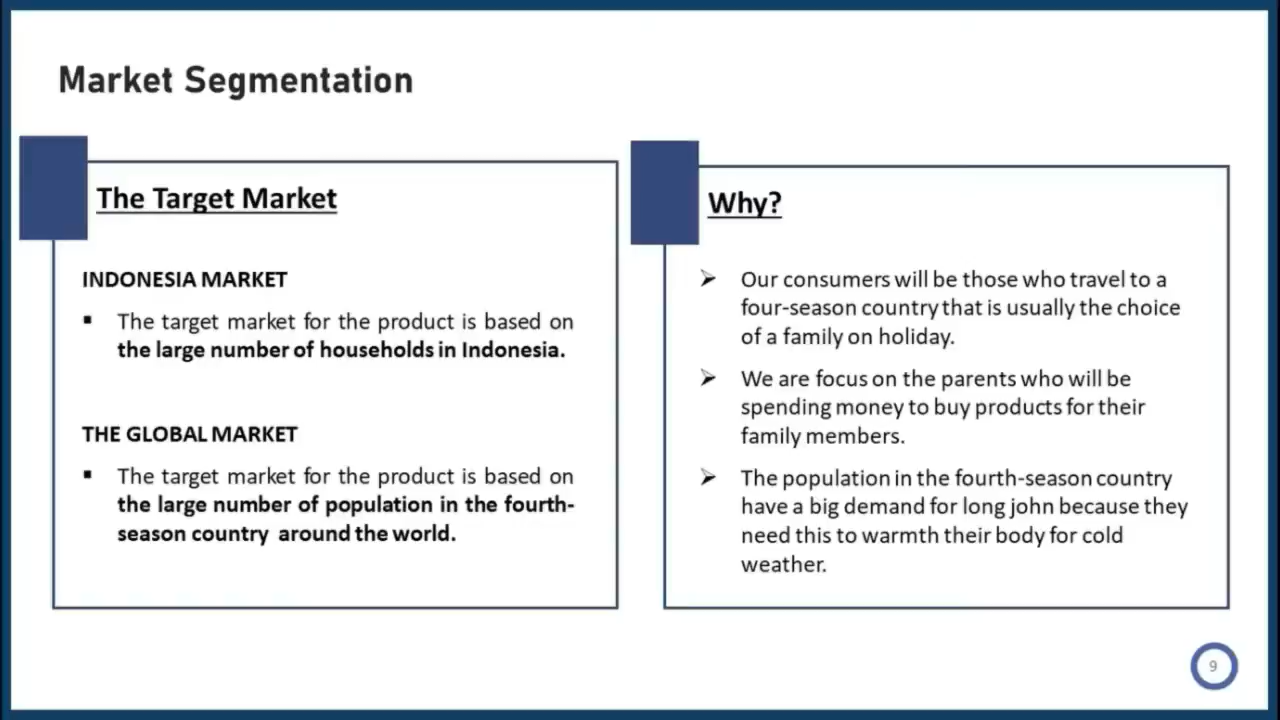 Market Segmentation
The Target Market
INDONESIA MARKET
▪ The target market for the product is based on
the large number of households in Indonesia.
THE GLOBAL MARKET
▪ The target market for the product is based on
the large number of population in the fourth-
season country around the world.
Why?
➢ Our consumers will be those who travel to a
four-season country that is usually the choice
of a family on holiday.
➢ We are focus on the parents who will be
spending money to buy products for their
family members.
➢ The population in the fourth-season country
have a big demand for long john because they
need this to warmth their body for cold
weather.
9